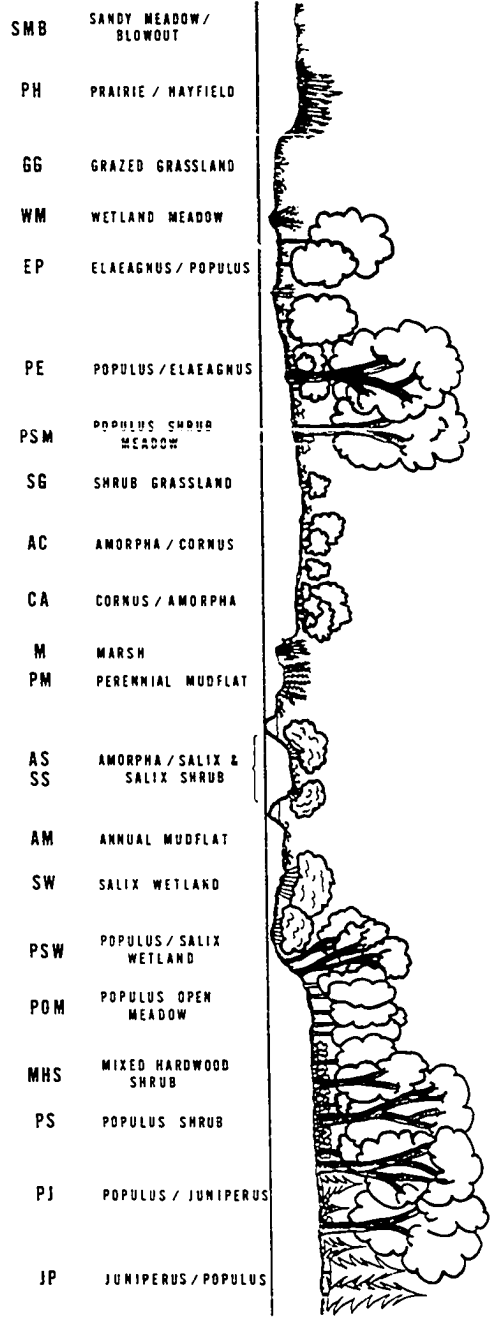 SMB SANDY MEADOW/
BLOWOUT
PH PRAIRIE / HAYFIELD
GG GRAZED GRASSLAND
WM WETLAND MEADOW
EP ELAEAGNUS/POPULUS
PE POPULUS/ELAEAGNUS
PSM POPULUS SHRUB
MEADOW
SG SHRUB GRASSLAND
AC AMORPHA/CORNUS
CA CORNUS/AMORPHA
M MARSH
PM PERENNIAL MUDFLAT
AS AMORPHA/SALIX &
SS SALIX SHRUB
AM ANNUAL MUDFLAT
SW SALIX WETLAND
PSW POPULUS/SALIX
WETLAND
POM POPULUS OPEN
MEADOW
MHS MIXED HARDWOOD
SHRUB
PS POPULUS SHRUB
PJ POPULUS/JUNIPERUS
JP JUNIPERUS/POPULUS